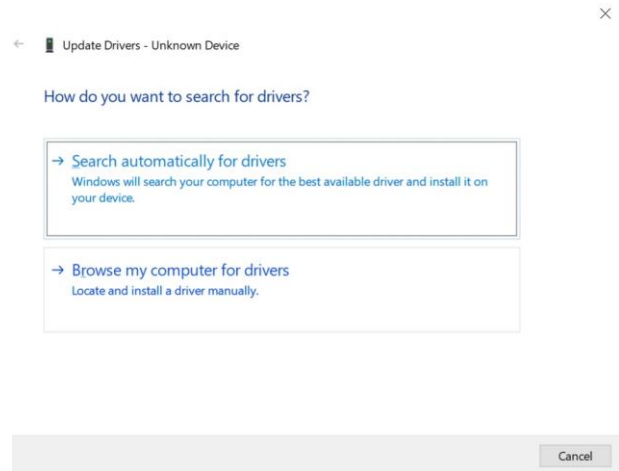 Update Drivers - Unknown Device
How do you want to search for drivers?
Search automatically for drivers
Windows will search your computer for the best available driver and install it on
your device.
Browse my computer for drivers
Locate and install a driver manually.
Cancel